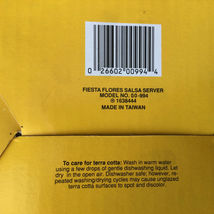 0 26602 00994 4
FIESTA FLORES SALSA SERVER
MODEL NO. 60-994
® 1638444
MADE IN TAIWAN
To care for terra cotta: Wash in warm water
using a few drops of gentle dishwashing liquid. Let
dry in the open air. Dishwasher safe; however, re-
peated washing/drying cycles may cause unglazed
terra cotta surfaces to spot and discolor.